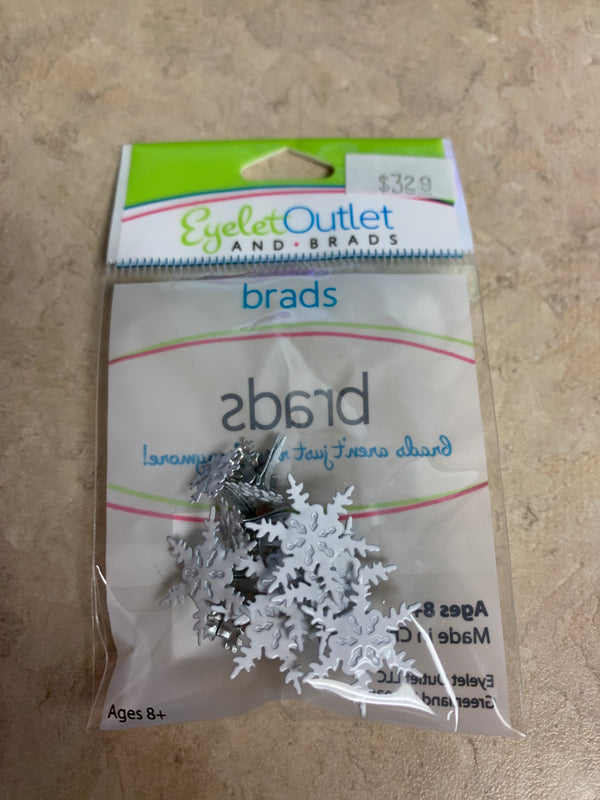 $3.29
EyeletOutlet
AND • BRADS
brads
brads
brads aren't just
anymore!
Ages 8+
Made in
Eyelet Outlet LLC
Ages 8+